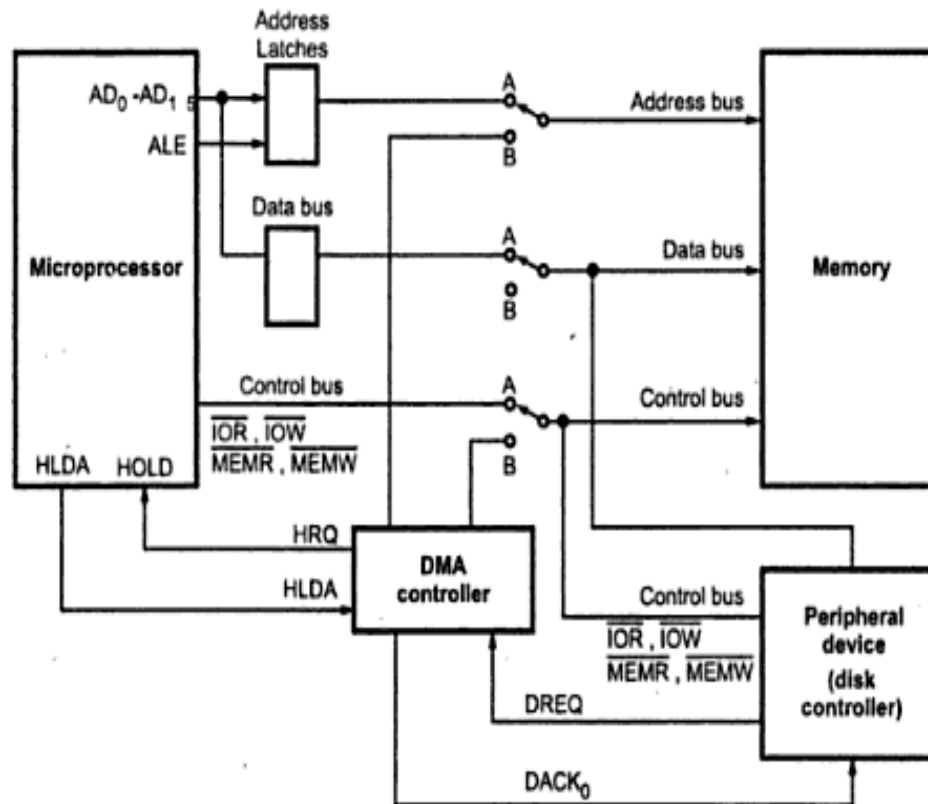 Address
Latches
AD0 -AD1 5
ALE
A
Address bus
B
Data bus
A
Data bus
Microprocessor
Memory
B
Control bus
A
Control bus
IOR , IOW
MEMR , MEMW
B
HLDA HOLD
HRQ
DMA
controller
HLDA
Control bus
IOR , IOW
MEMR , MEMW
Peripheral
device
(disk
controller)
DREQ
DACK0